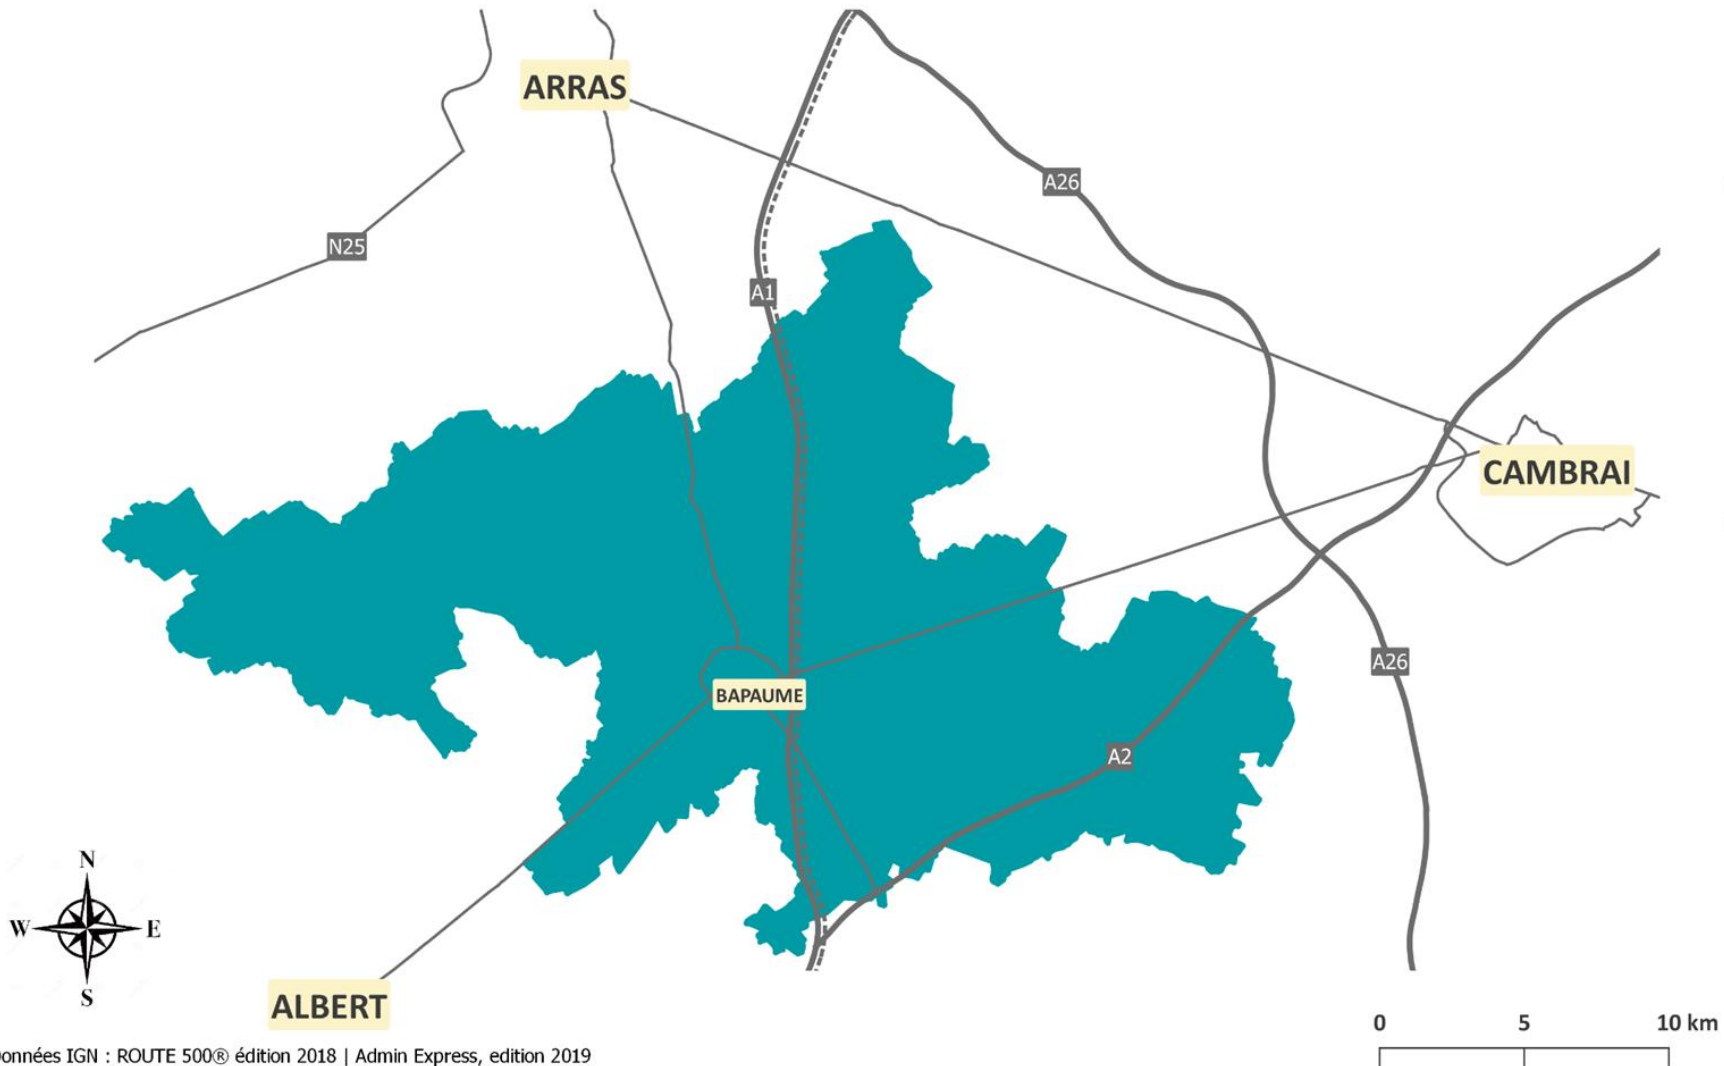 ARRAS
A26
N25
A1
CAMBRAI
A26
BAPAUME
A2
N
W E
S
ALBERT
0 5 10 km
onnées IGN : ROUTE 500® édition 2018 | Admin Express, edition 2019